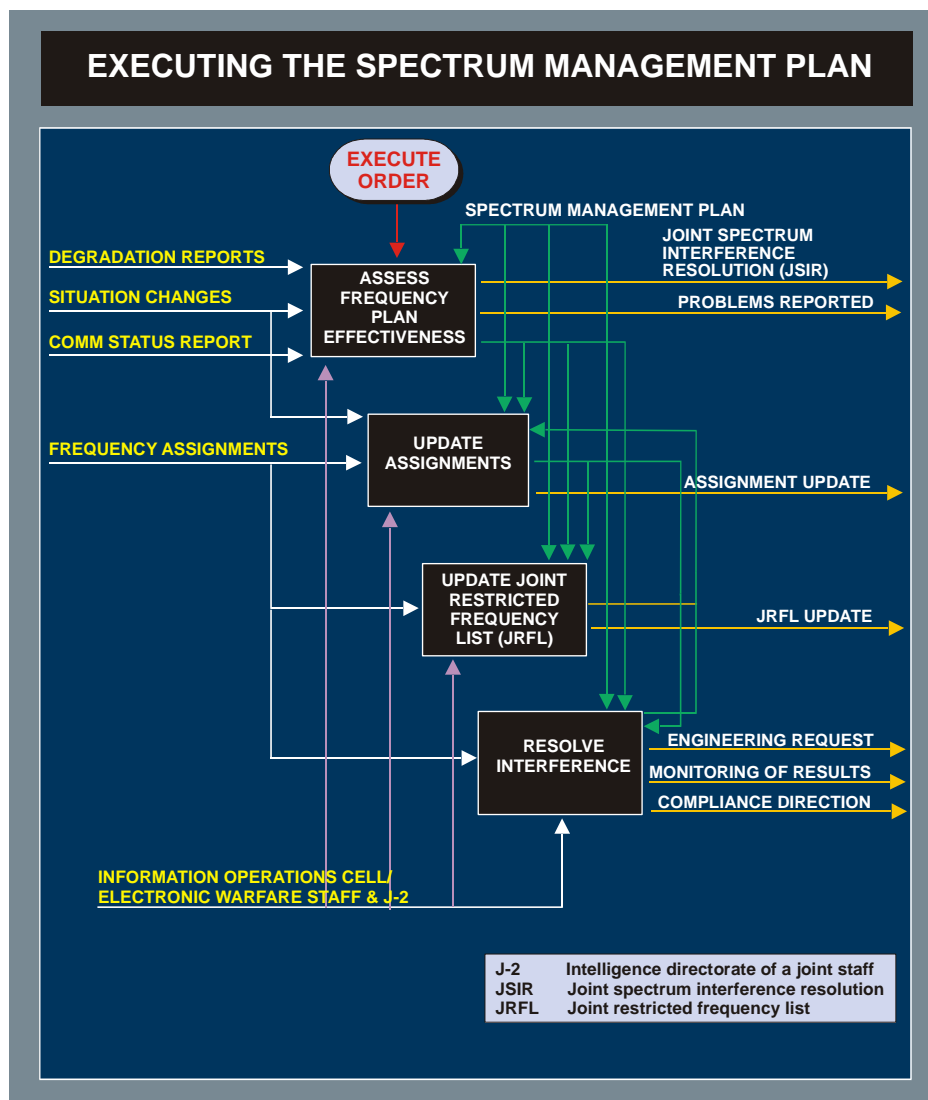 EXECUTING THE SPECTRUM MANAGEMENT PLAN
EXECUTE
ORDER
SPECTRUM MANAGEMENT PLAN
JOINT SPECTRUM
INTERFERENCE
RESOLUTION (JSIR)
DEGRADATION REPORTS
SITUATION CHANGES
COMM STATUS REPORT
ASSESS
FREQUENCY
PLAN
EFFECTIVENESS
PROBLEMS REPORTED
FREQUENCY ASSIGNMENTS
UPDATE
ASSIGNMENTS
ASSIGNMENT UPDATE
UPDATE JOINT
RESTRICTED
FREQUENCY
LIST (JRFL)
JRFL UPDATE
RESOLVE
INTERFERENCE
ENGINEERING REQUEST
MONITORING OF RESULTS
COMPLIANCE DIRECTION
INFORMATION OPERATIONS CELL/
ELECTRONIC WARFARE STAFF & J-2
J-2 Intelligence directorate of a joint staff
JSIR Joint spectrum interference resolution
JRFL Joint restricted frequency list